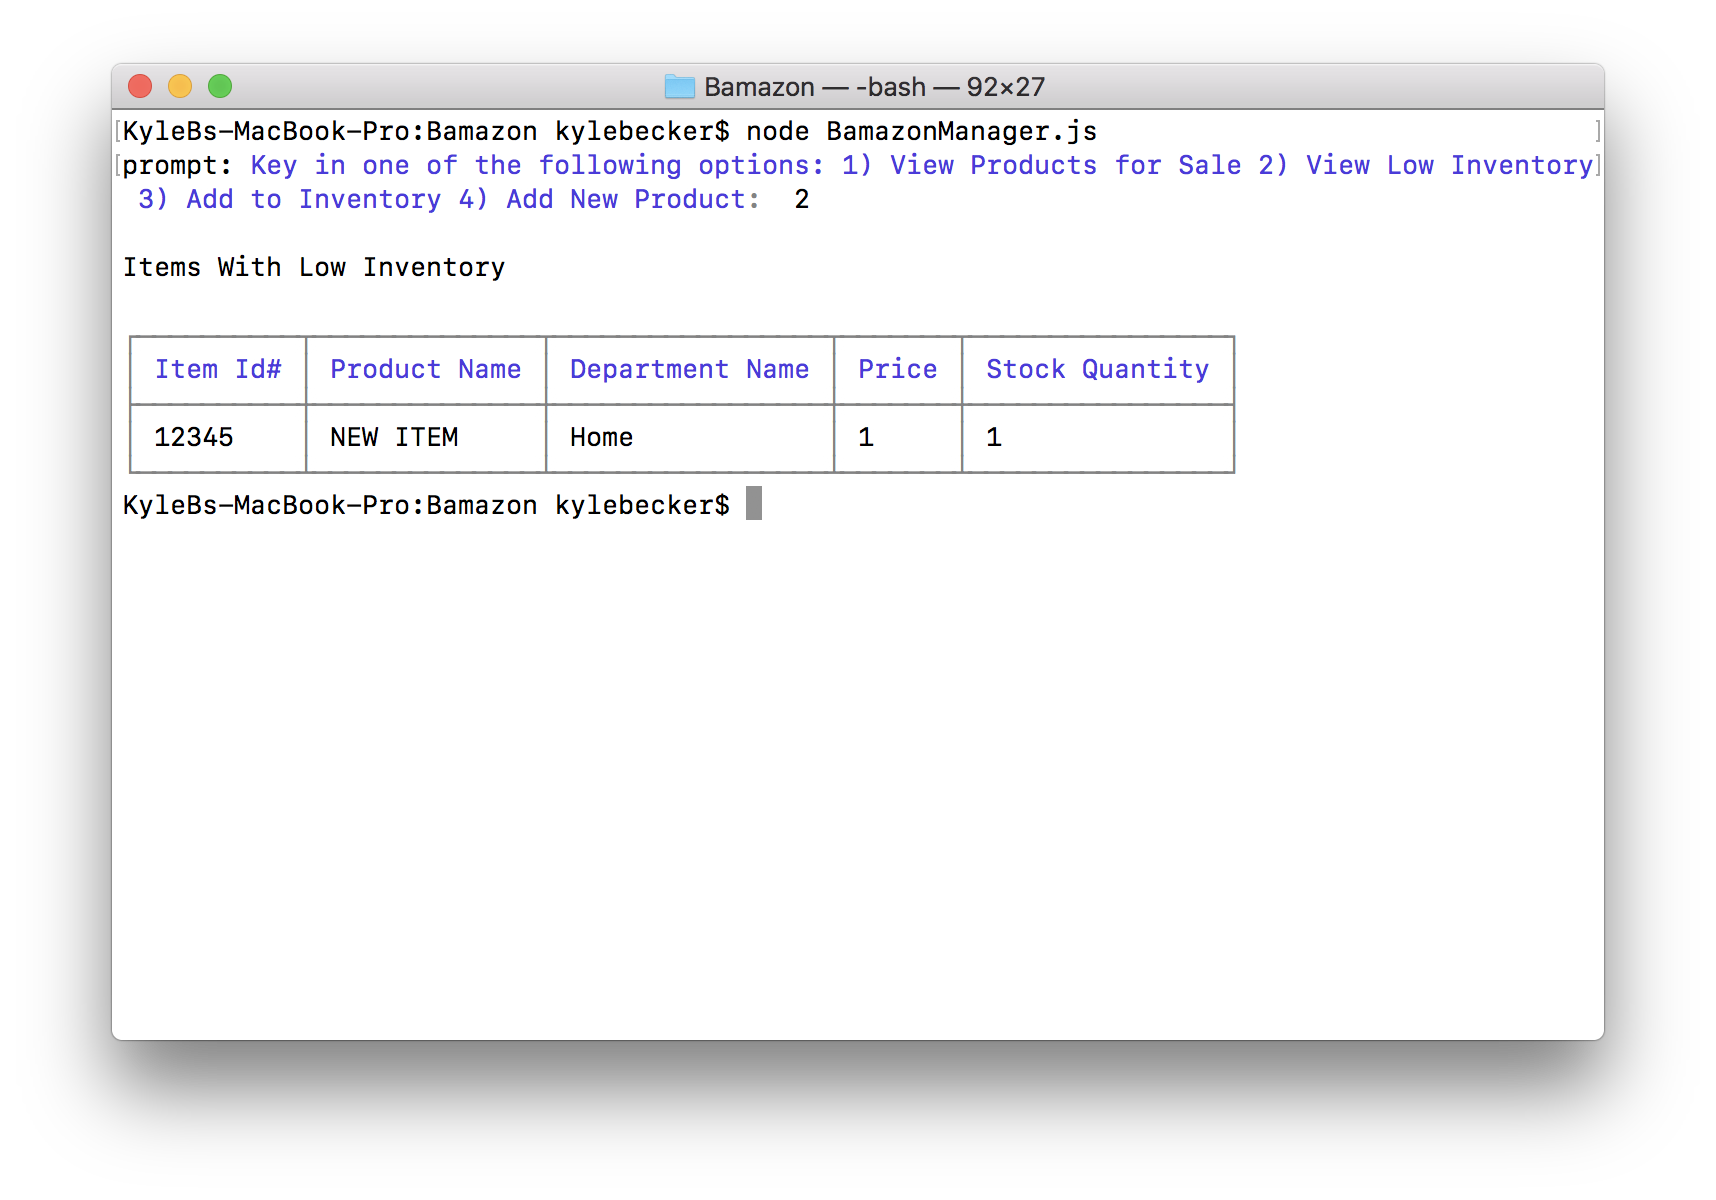 Bamazon — -bash — 92×27
KyleBs-MacBook-Pro:Bamazon kylebecker$ node BamazonManager.js
prompt: Key in one of the following options: 1) View Products for Sale 2) View Low Inventory
3) Add to Inventory 4) Add New Product:  2
Items With Low Inventory
Item Id# Product Name Department Name Price Stock Quantity
12345 NEW ITEM Home 1 1
KyleBs-MacBook-Pro:Bamazon kylebecker$